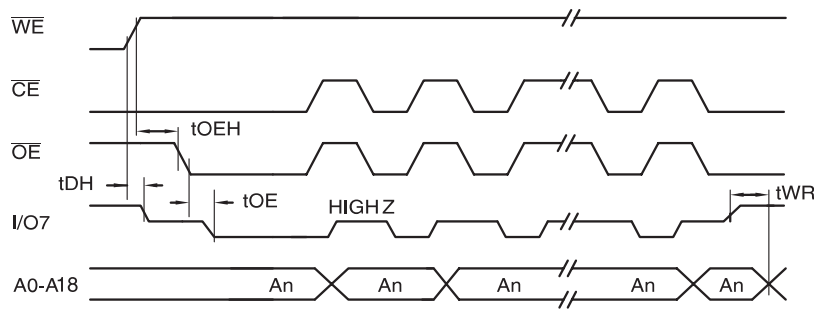 WE
CE
tOEH
OE
tDH
tOE
tWR
I/O7
HIGH Z
A0-A18
An
An
An
An
An